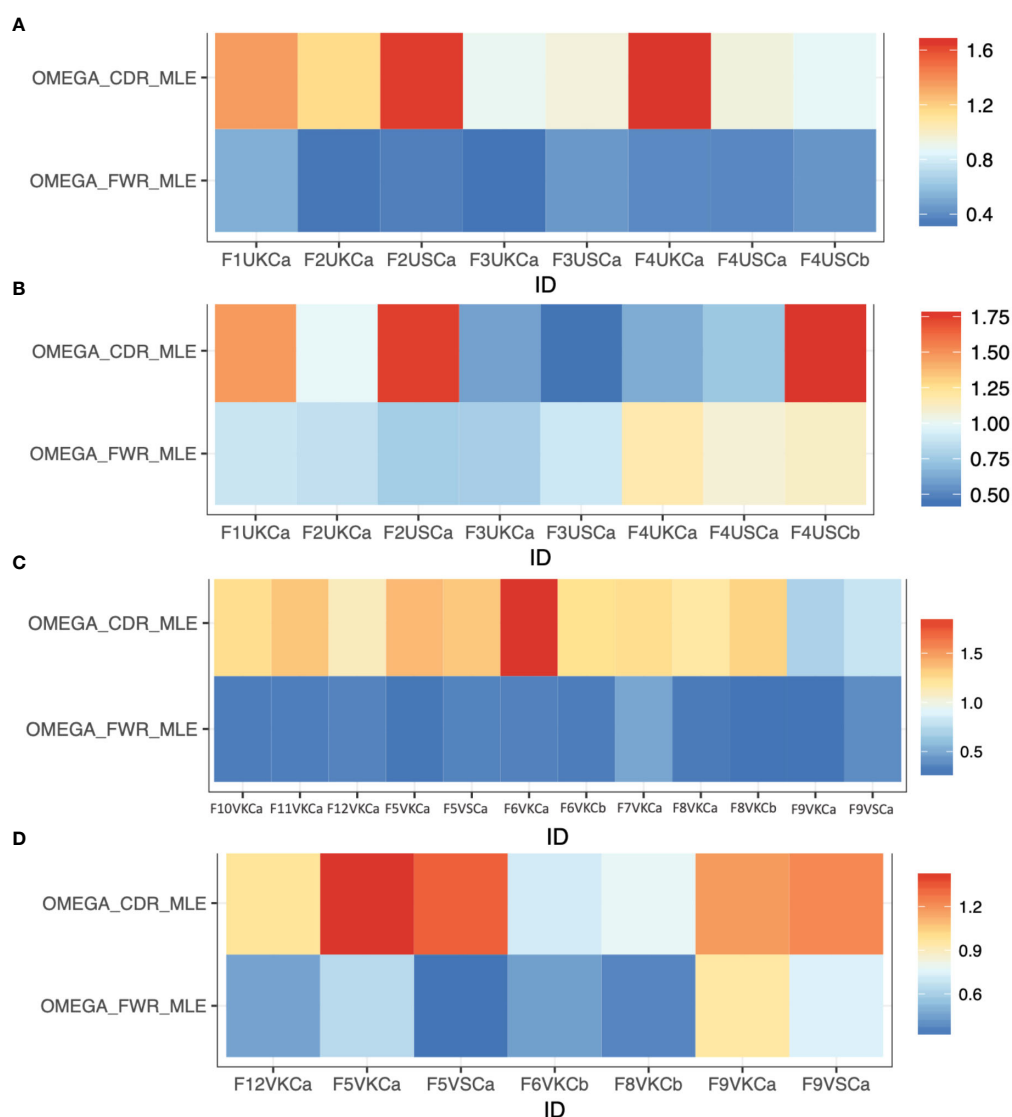 A
OMEGA_CDR_MLE
OMEGA_FWR_MLE
1.6
1.2
0.8
0.4
F1UKCa F2UKCa F2USCa F3UKCa F3USCa F4UKCa F4USCa F4USCb
ID
B
OMEGA_CDR_MLE
OMEGA_FWR_MLE
1.75
1.50
1.25
1.00
0.75
0.50
F1UKCa F2UKCa F2USCa F3UKCa F3USCa F4UKCa F4USCa F4USCb
ID
C
OMEGA_CDR_MLE
OMEGA_FWR_MLE
1.5
1.0
0.5
F10VKCa F11VKCa F12VKCa F5VKCa F5VSCa F6VKCa F6VKCb F7VKCa F8VKCa F8VKCb F9VKCa F9VSCa
ID
D
OMEGA_CDR_MLE
OMEGA_FWR_MLE
1.2
0.9
0.6
F12VKCa F5VKCa F5VSCa F6VKCb F8VKCb F9VKCa F9VSCa
ID